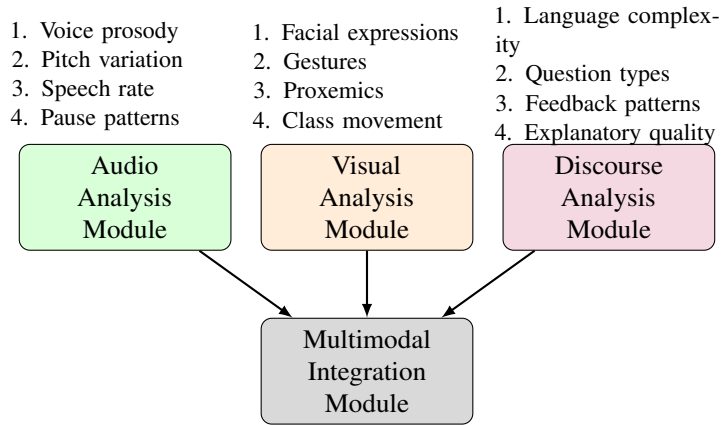 1. Voice prosody
2. Pitch variation
3. Speech rate
4. Pause patterns
1. Facial expressions
2. Gestures
3. Proxemics
4. Class movement
1. Language complex-
ity
2. Question types
3. Feedback patterns
4. Explanatory quality
Audio
Analysis
Module
Visual
Analysis
Module
Discourse
Analysis
Module
Multimodal
Integration
Module